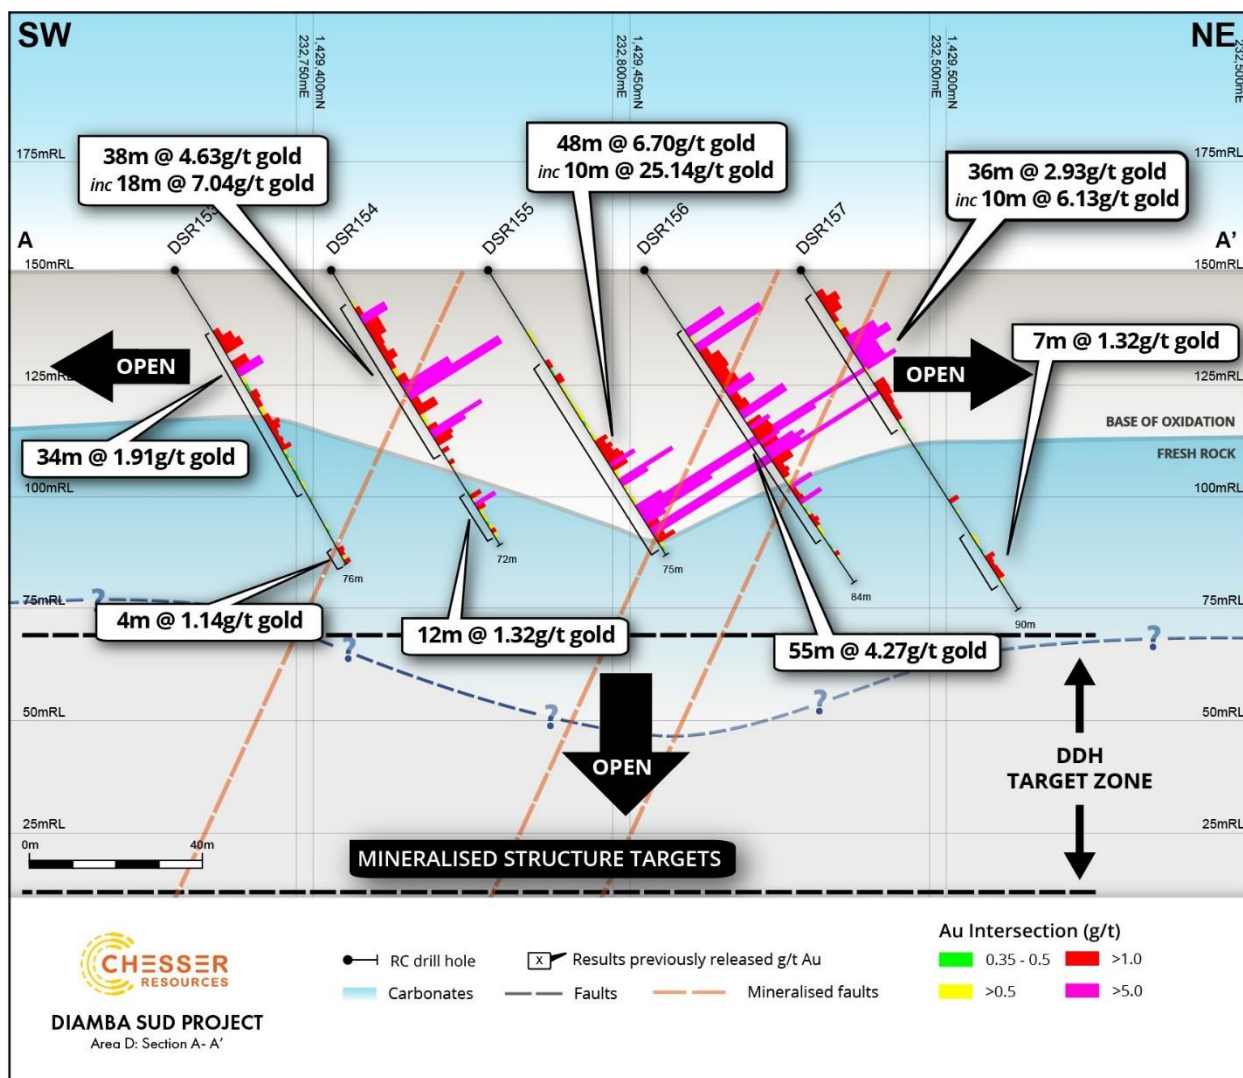 SW
NE
232,750mE
1,429,400mN
232,800mE
1,429,450mN
232,500mE
1,429,500mN
232,500mE
175mRL
175mRL
38m @ 4.63g/t gold
inc 18m @ 7.04g/t gold
48m @ 6.70g/t gold
inc 10m @ 25.14g/t gold
36m @ 2.93g/t gold
inc 10m @ 6.13g/t gold
DSR153
DSR154
DSR155
DSR156
DSR157
A
A'
150mRL
150mRL
OPEN
OPEN
7m @ 1.32g/t gold
125mRL
125mRL
BASE OF OXIDATION
FRESH ROCK
34m @ 1.91g/t gold
100mRL
100mRL
76m
72m
75m
84m
90m
75mRL
75mRL
4m @ 1.14g/t gold
12m @ 1.32g/t gold
55m @ 4.27g/t gold
?
?
?
?
?
50mRL
50mRL
OPEN
DDH
TARGET ZONE
25mRL
25mRL
0m
40m
MINERALISED STRUCTURE TARGETS
CHESSER
RESOURCES
DIAMBA SUD PROJECT
Area D: Section A- A'
RC drill hole
X
Results previously released g/t Au
Carbonates
Faults
Mineralised faults
Au Intersection (g/t)
0.35 - 0.5
>1.0
>0.5
>5.0